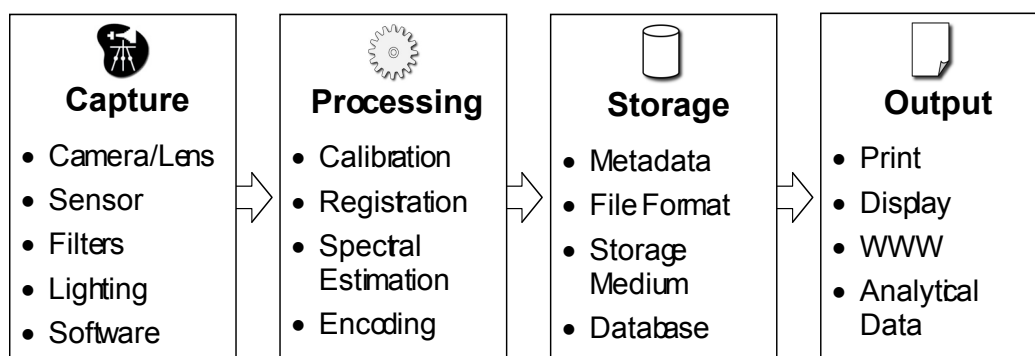 Capture
• Camera/Lens
• Sensor
• Filters
• Lighting
• Software
Processing
• Calibration
• Registration
• Spectral
Estimation
• Encoding
Storage
• Metadata
• File Format
• Storage
Medium
• Database
Output
• Print
• Display
• WWW
• Analytical
Data